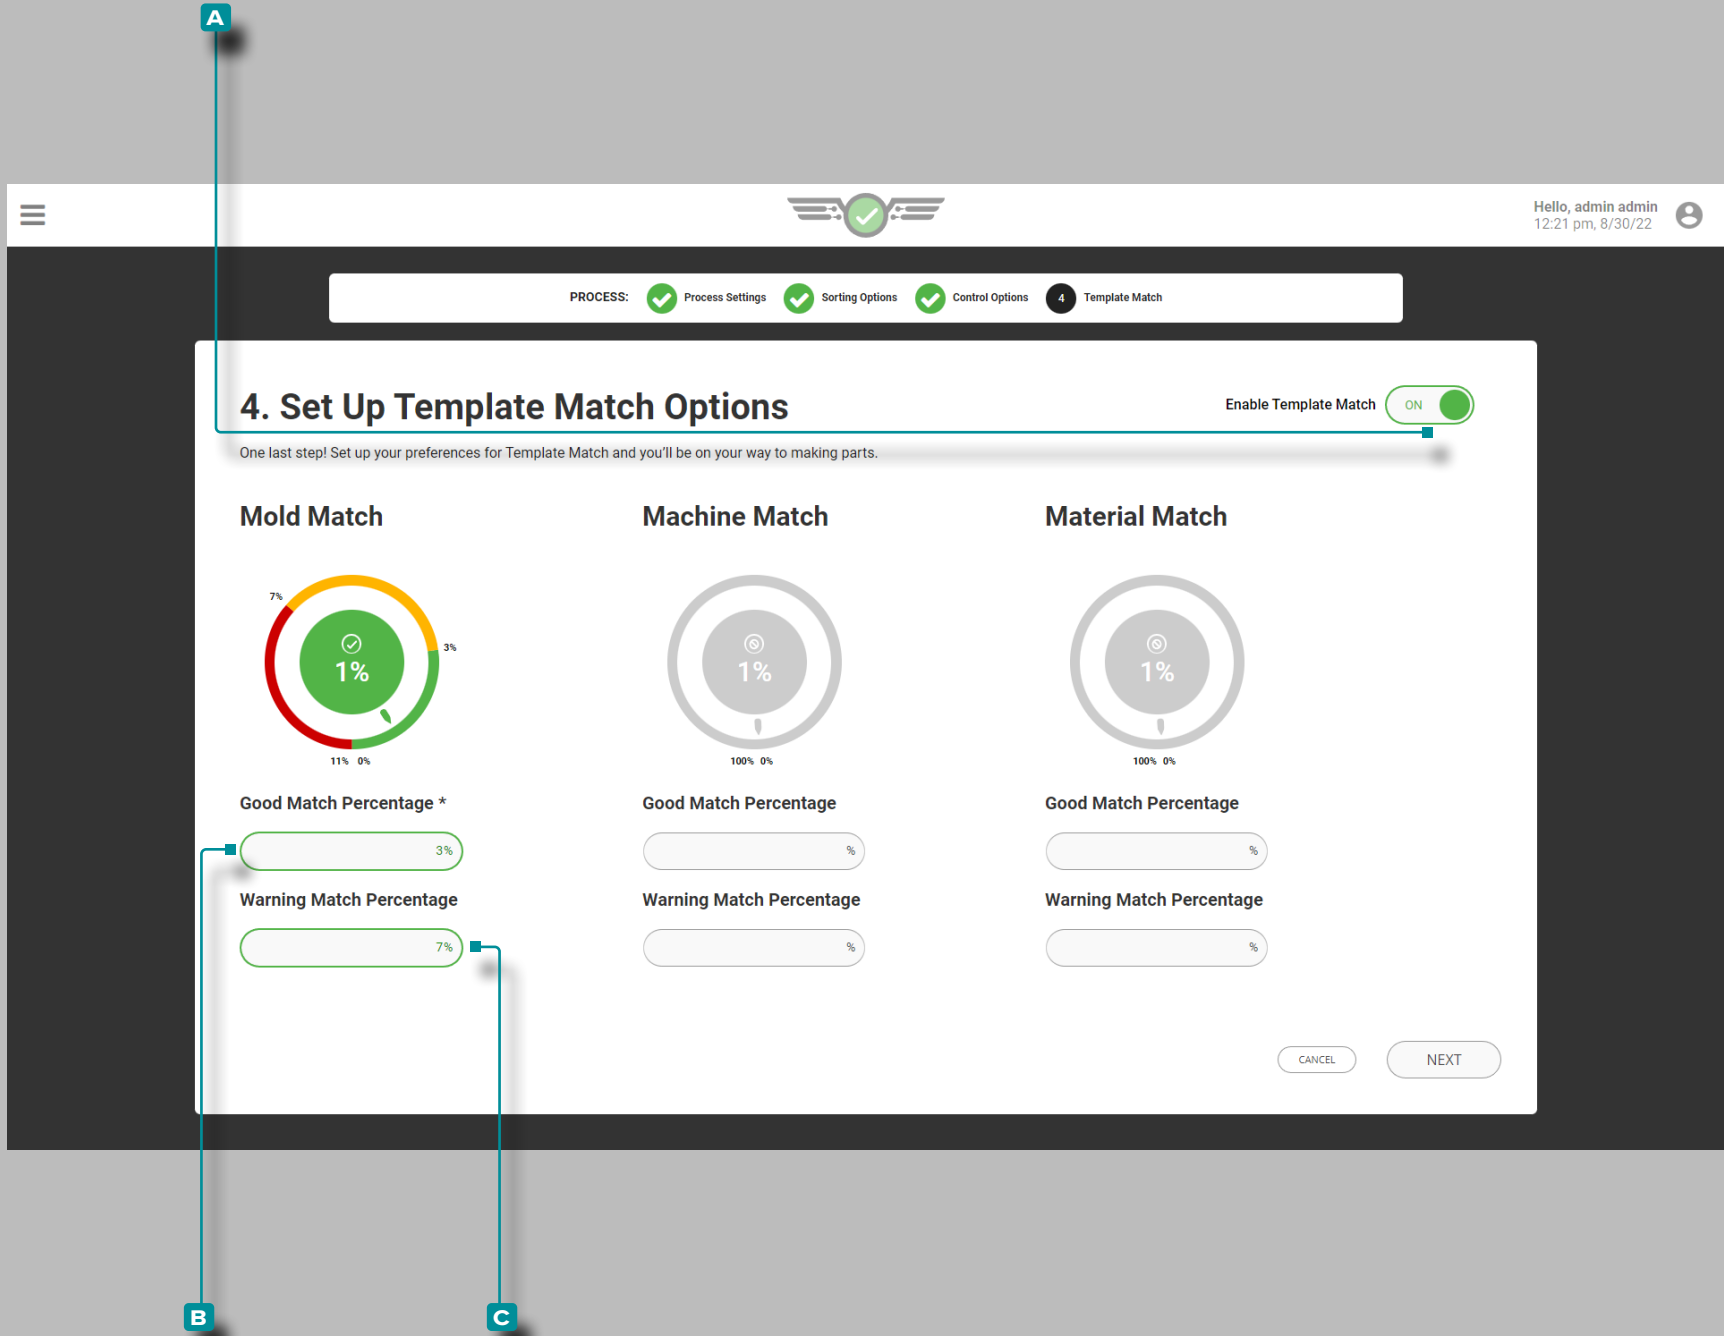 A
Hello, admin admin
12:21 pm, 8/30/22
PROCESS: Process Settings Sorting Options Control Options 4 Template Match
4. Set Up Template Match Options
Enable Template Match ON
One last step! Set up your preferences for Template Match and you'll be on your way to making parts.
Mold Match Machine Match Material Match
7%
3%
1% 1% 1%
11% 0% 100% 0% 100% 0%
Good Match Percentage * Good Match Percentage Good Match Percentage
3% % %
Warning Match Percentage Warning Match Percentage Warning Match Percentage
7% % %
CANCEL NEXT
B C